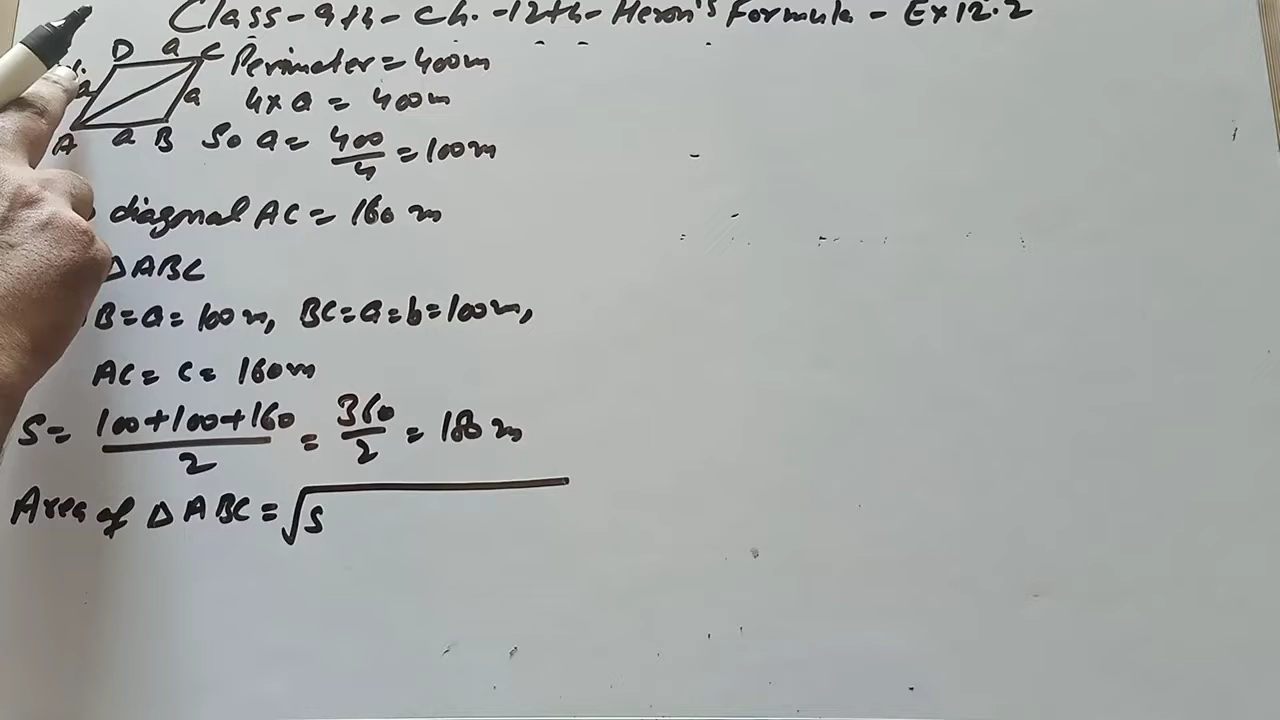 Class-9th-Ch.-12th-Heron's Formula-Ex12.2
D a C
a a
A a B
Perimeter = 400m
4×a = 400m
So a = 400/4 = 100m
diagonal AC = 160 m
ΔABC
B=a= 100m, BC=a=b=100m,
AC= c= 160m
S= 100+100+160/2 = 360/2 = 180 m
Area of ΔABC = √S